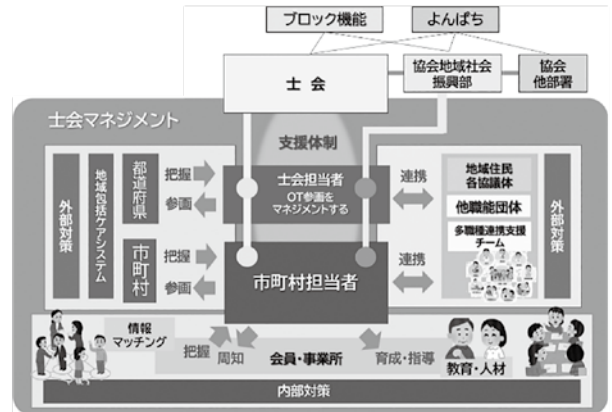 ブロック機能
よんぱち
士 会
協会地域社会
振興部
協会
他部署
士会マネジメント
支援体制
外部対策
地域包括ケアシステム
都道府県
把握
参画
士会担当者
OT参画を
マネジメントする
連携
地域住民
各協議体
他職能団体
多職種連携支援
チーム
外部対策
市町村
把握
参画
市町村担当者
連携
情報
マッチング
把握
周知
会員・事業所
育成・指導
教育・人材
内部対策